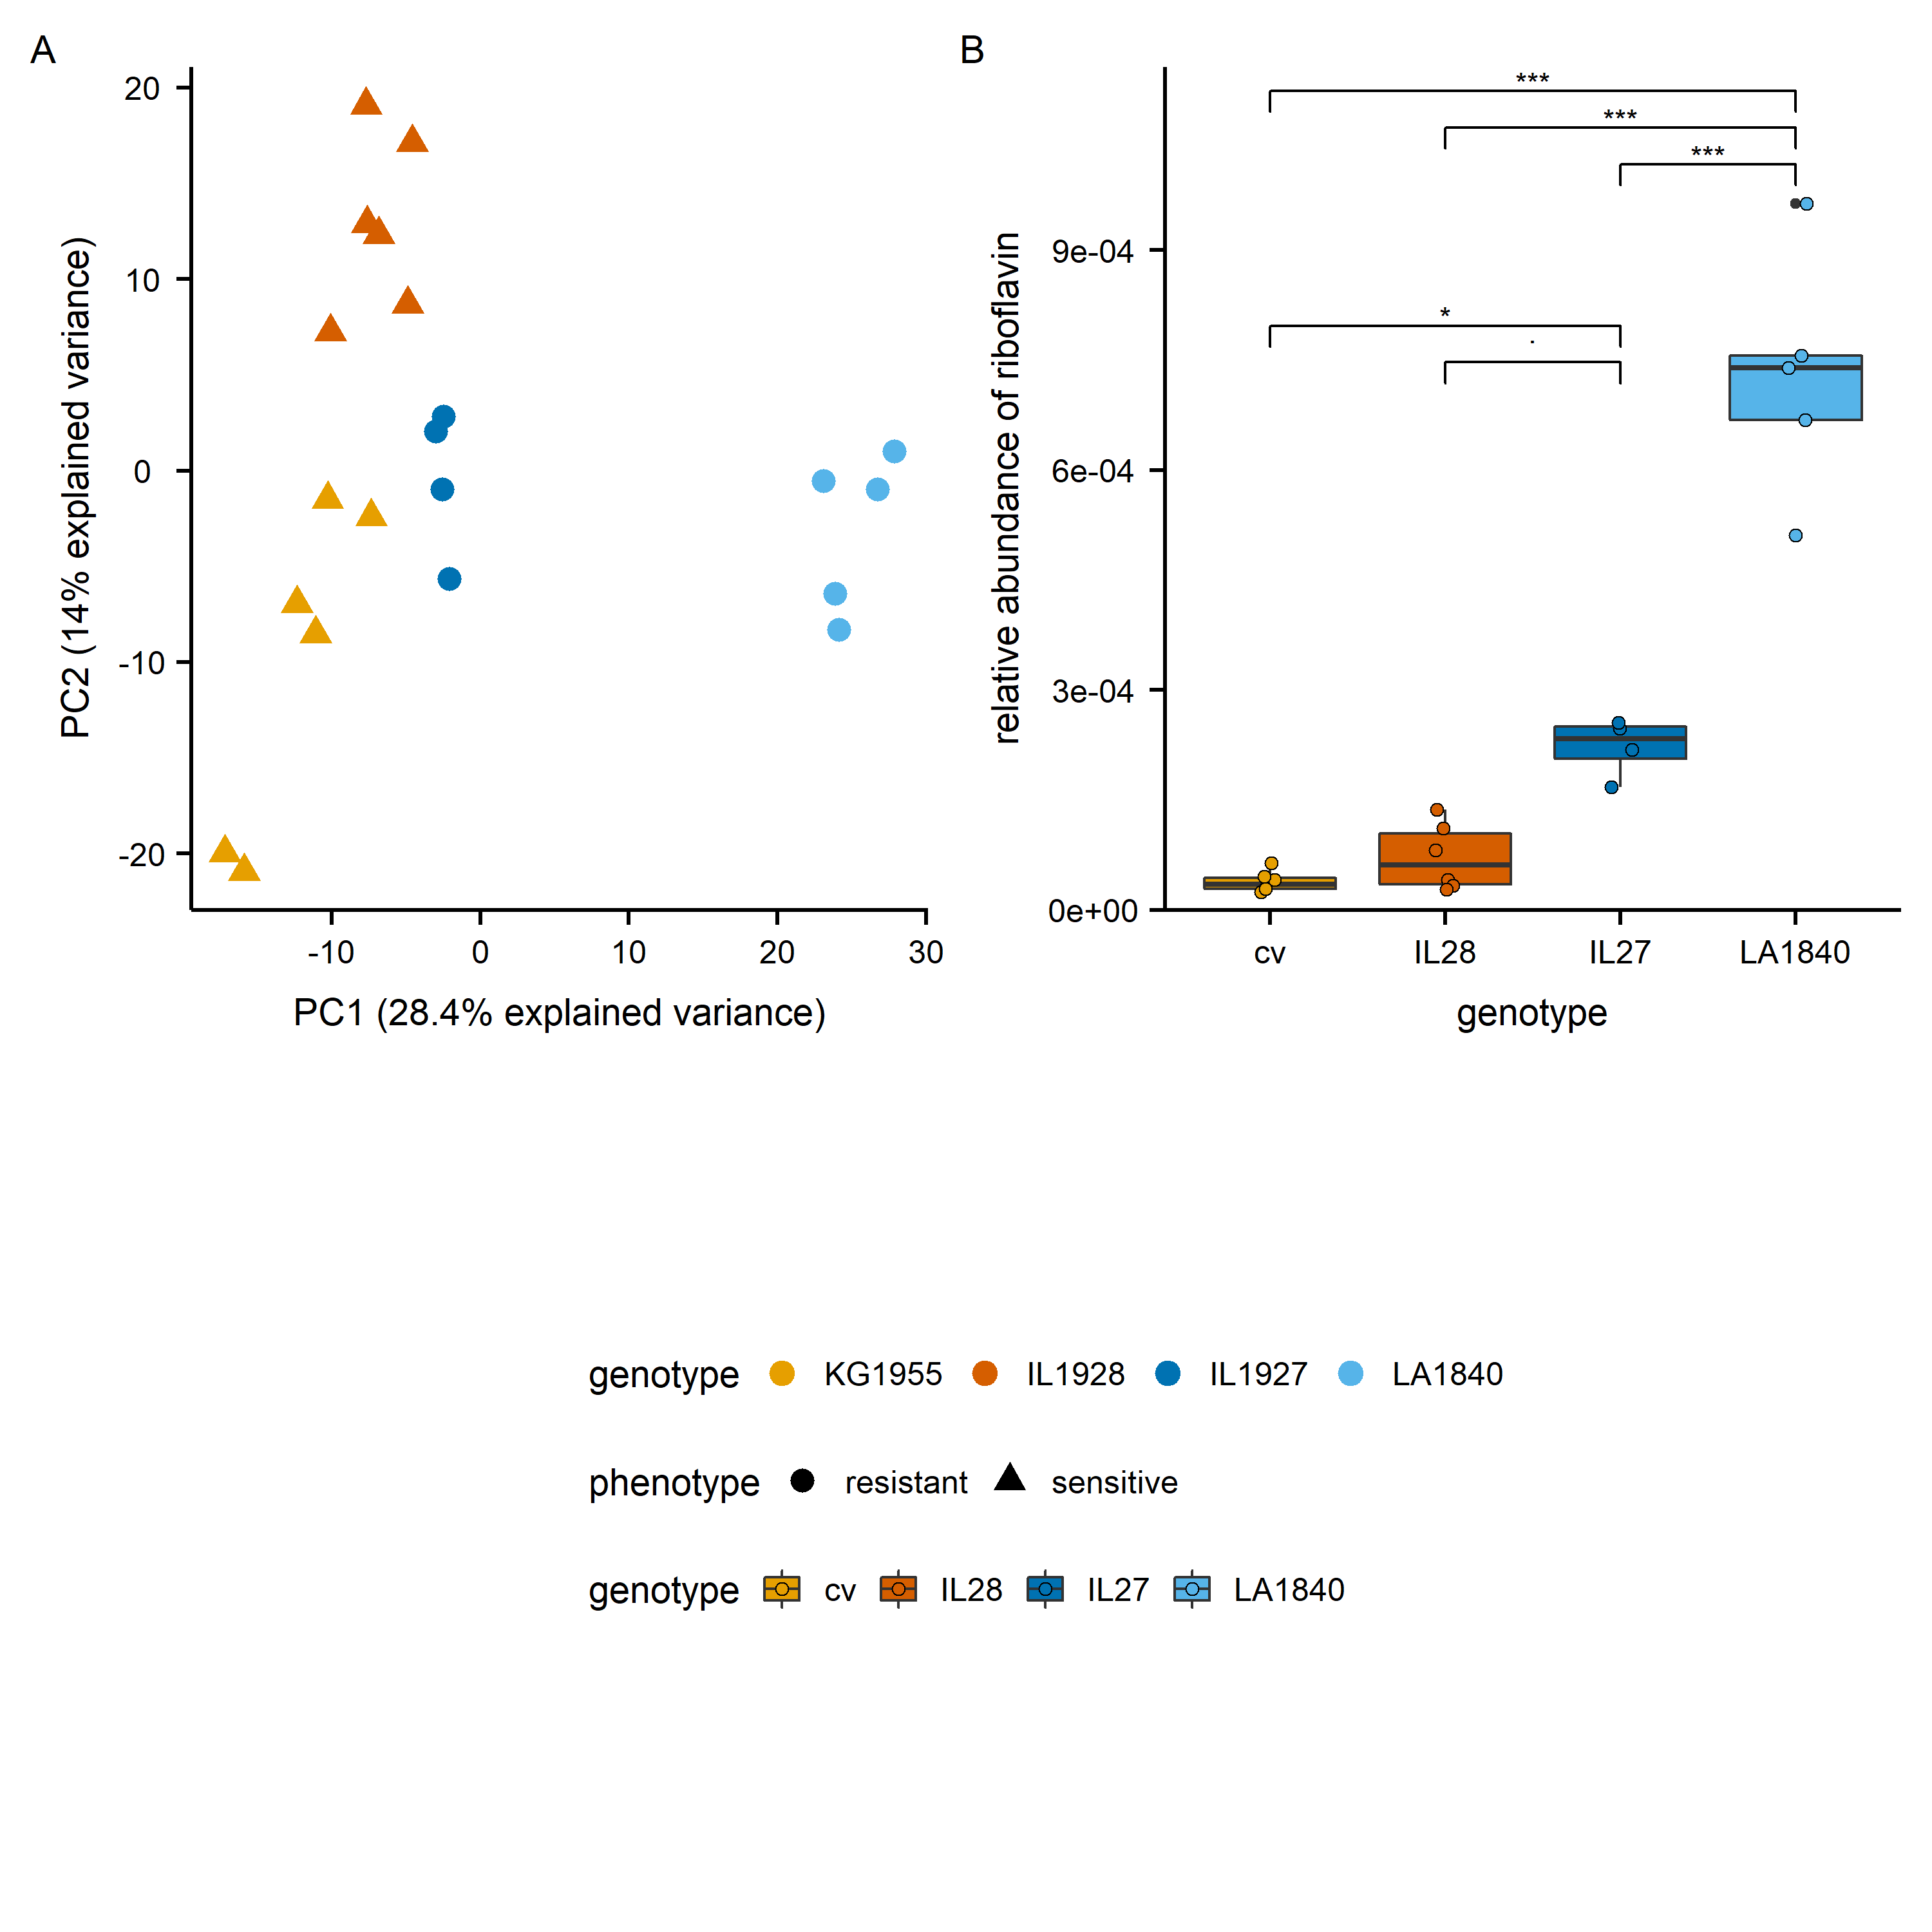 A
PC2 (14% explained variance)
20
10
0
-10
-20
-10 0 10 20 30
PC1 (28.4% explained variance)
B
relative abundance of riboflavin
9e-04
6e-04
3e-04
0e+00
***
***
***
*
.
cv IL28 IL27 LA1840
genotype
genotype KG1955 IL1928 IL1927 LA1840
phenotype resistant sensitive
genotype cv IL28 IL27 LA1840